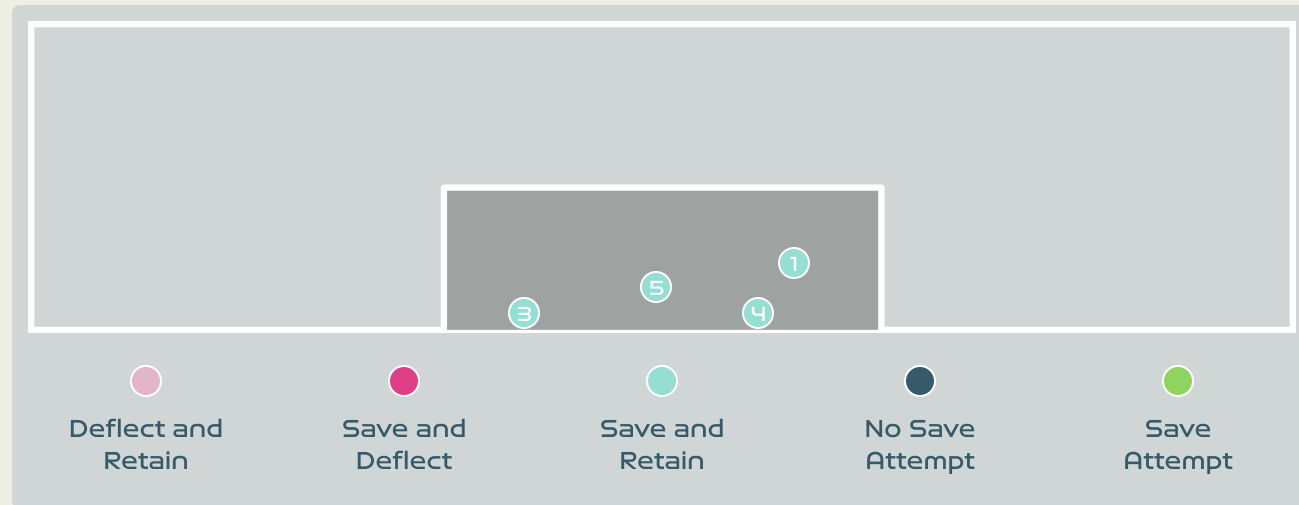 1
5
3
4
Deflect and
Retain
Save and
Deflect
Save and
Retain
No Save
Attempt
Save
Attempt